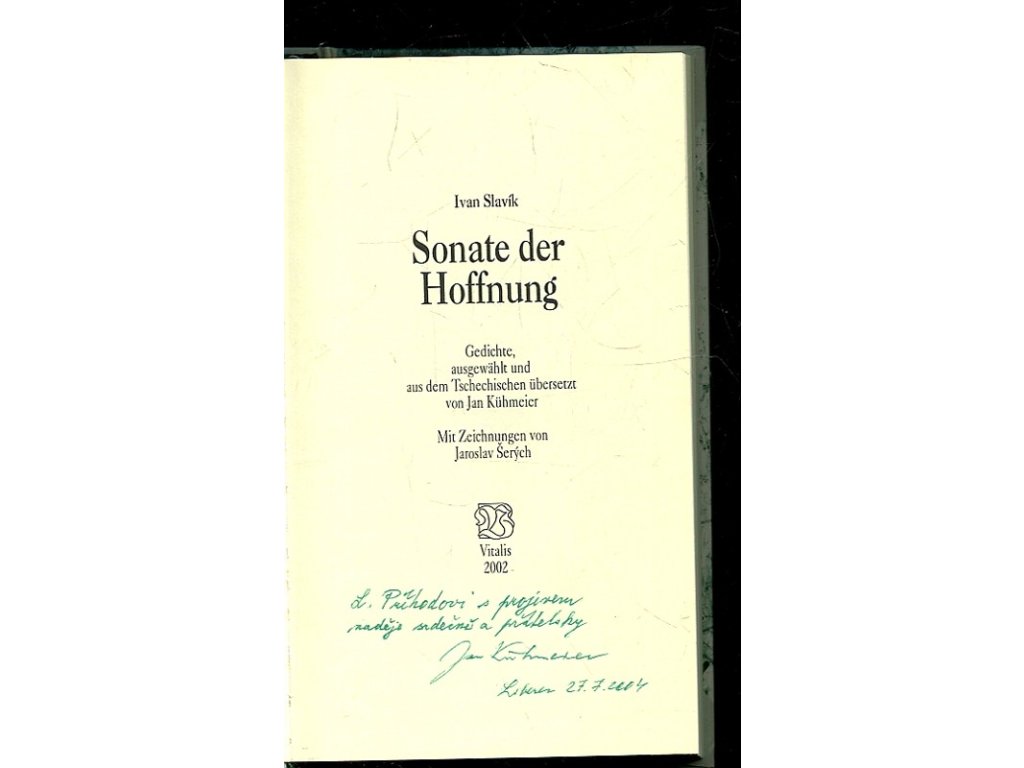 Ivan Slavík
Sonate der
Hoffnung
Gedichte,
ausgewählt und
aus dem Tschechischen übersetzt
von Jan Kühmeier
Mit Zeichnungen von
Jaroslav Šerých
Vitalis
2002
L. Příhodovi s projevem
naděje srdečně a přátelsky
Jan Kühmeier
Liberec 27.7.2004